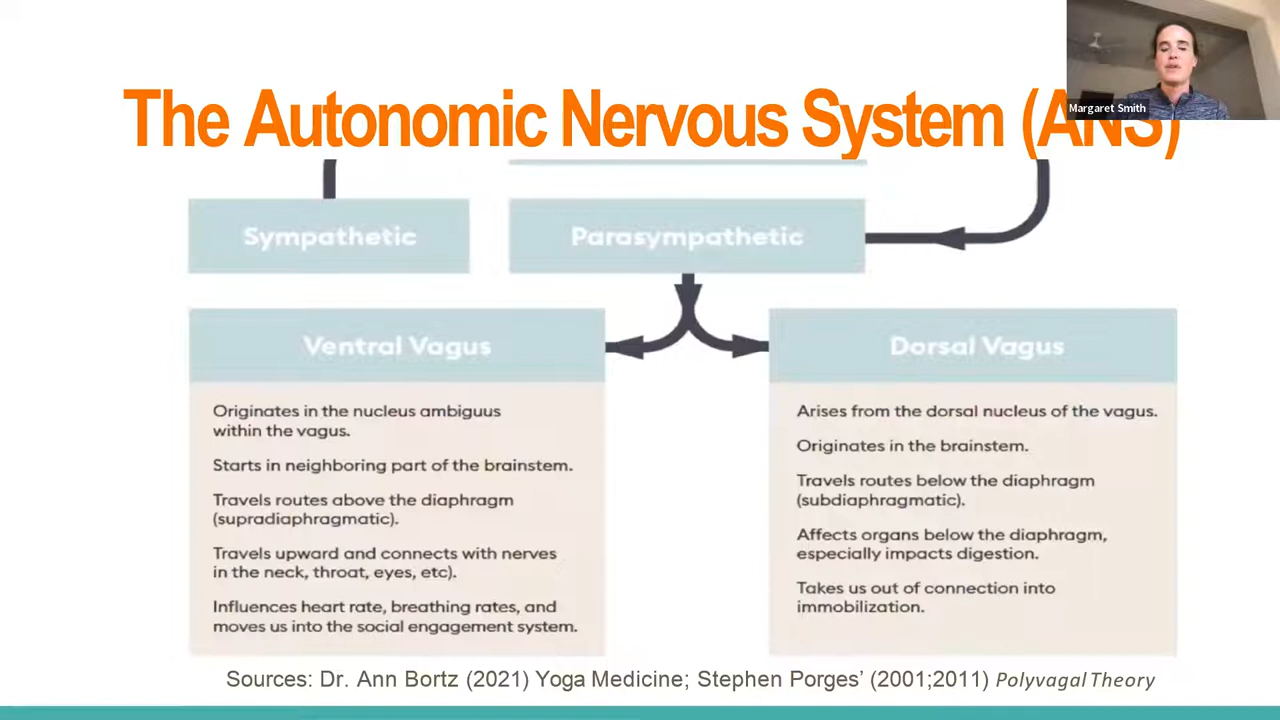 The Autonomic Nervous System (ANS)
Margaret Smith
Sympathetic
Parasympathetic
Ventral Vagus
Originates in the nucleus ambiguus
within the vagus.
Starts in neighboring part of the brainstem.
Travels routes above the diaphragm
(supradiaphragmatic).
Travels upward and connects with nerves
in the neck, throat, eyes, etc).
Influences heart rate, breathing rates, and
moves us into the social engagement system.
Dorsal Vagus
Arises from the dorsal nucleus of the vagus.
Originates in the brainstem.
Travels routes below the diaphragm
(subdiaphragmatic).
Affects organs below the diaphragm,
especially impacts digestion.
Takes us out of connection into
immobilization.
Sources: Dr. Ann Bortz (2021) Yoga Medicine; Stephen Porges’ (2001;2011) Polyvagal Theory